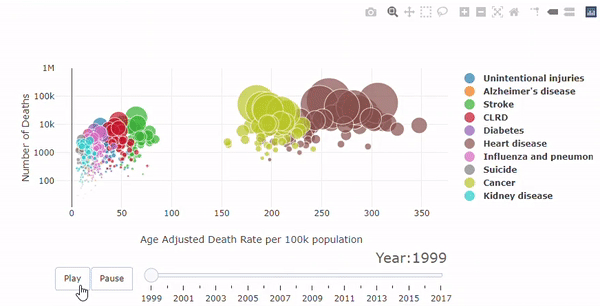 1M
100k
10k
1000
100
Number of Deaths
0
50
100
150
200
250
300
350
Age Adjusted Death Rate per 100k population
Unintentional injuries
Alzheimer's disease
Stroke
CLRD
Diabetes
Heart disease
Influenza and pneumon
Suicide
Cancer
Kidney disease
Year:1999
Play
Pause
1999
2001
2003
2005
2007
2009
2011
2013
2015
2017